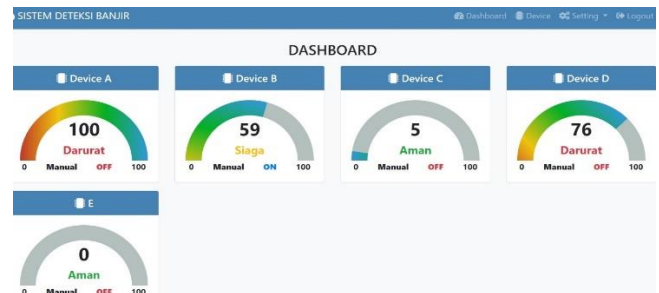 SISTEM DETEKSI BANJIR
Dashboard Device Setting Logout
DASHBOARD
Device A
100
Darurat
0 Manual OFF 100
Device B
59
Siaga
0 Manual ON 100
Device C
5
Aman
0 Manual OFF 100
Device D
76
Darurat
0 Manual OFF 100
E
0
Aman
0 Manual OFF 100